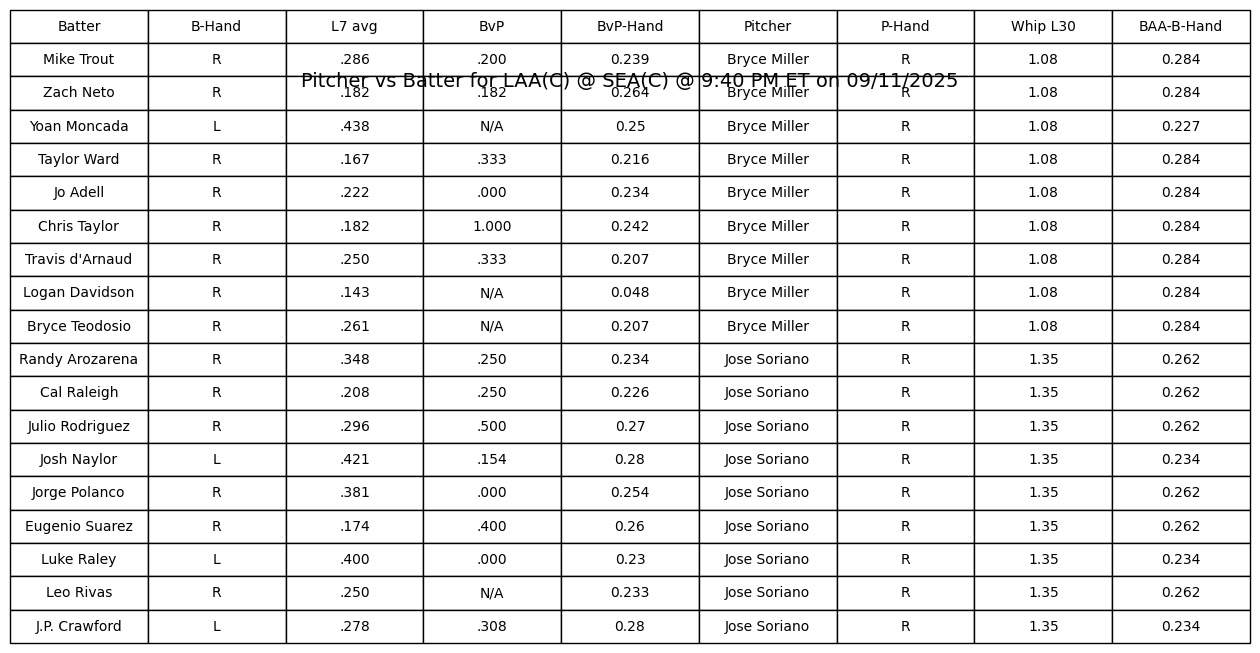 Batter B-Hand L7 avg BvP BvP-Hand Pitcher P-Hand Whip L30 BAA-B-Hand
Mike Trout R .286 .200 0.239 Bryce Miller R 1.08 0.284
Pitcher vs Batter for LAA(C) @ SEA(C) @ 9:40 PM ET on 09/11/2025
Zach Neto R .182 .182 0.264 Bryce Miller R 1.08 0.284
Yoan Moncada L .438 N/A 0.25 Bryce Miller R 1.08 0.227
Taylor Ward R .167 .333 0.216 Bryce Miller R 1.08 0.284
Jo Adell R .222 .000 0.234 Bryce Miller R 1.08 0.284
Chris Taylor R .182 1.000 0.242 Bryce Miller R 1.08 0.284
Travis d'Arnaud R .250 .333 0.207 Bryce Miller R 1.08 0.284
Logan Davidson R .143 N/A 0.048 Bryce Miller R 1.08 0.284
Bryce Teodosio R .261 N/A 0.207 Bryce Miller R 1.08 0.284
Randy Arozarena R .348 .250 0.234 Jose Soriano R 1.35 0.262
Cal Raleigh R .208 .250 0.226 Jose Soriano R 1.35 0.262
Julio Rodriguez R .296 .500 0.27 Jose Soriano R 1.35 0.262
Josh Naylor L .421 .154 0.28 Jose Soriano R 1.35 0.234
Jorge Polanco R .381 .000 0.254 Jose Soriano R 1.35 0.262
Eugenio Suarez R .174 .400 0.26 Jose Soriano R 1.35 0.262
Luke Raley L .400 .000 0.23 Jose Soriano R 1.35 0.234
Leo Rivas R .250 N/A 0.233 Jose Soriano R 1.35 0.262
J.P. Crawford L .278 .308 0.28 Jose Soriano R 1.35 0.234